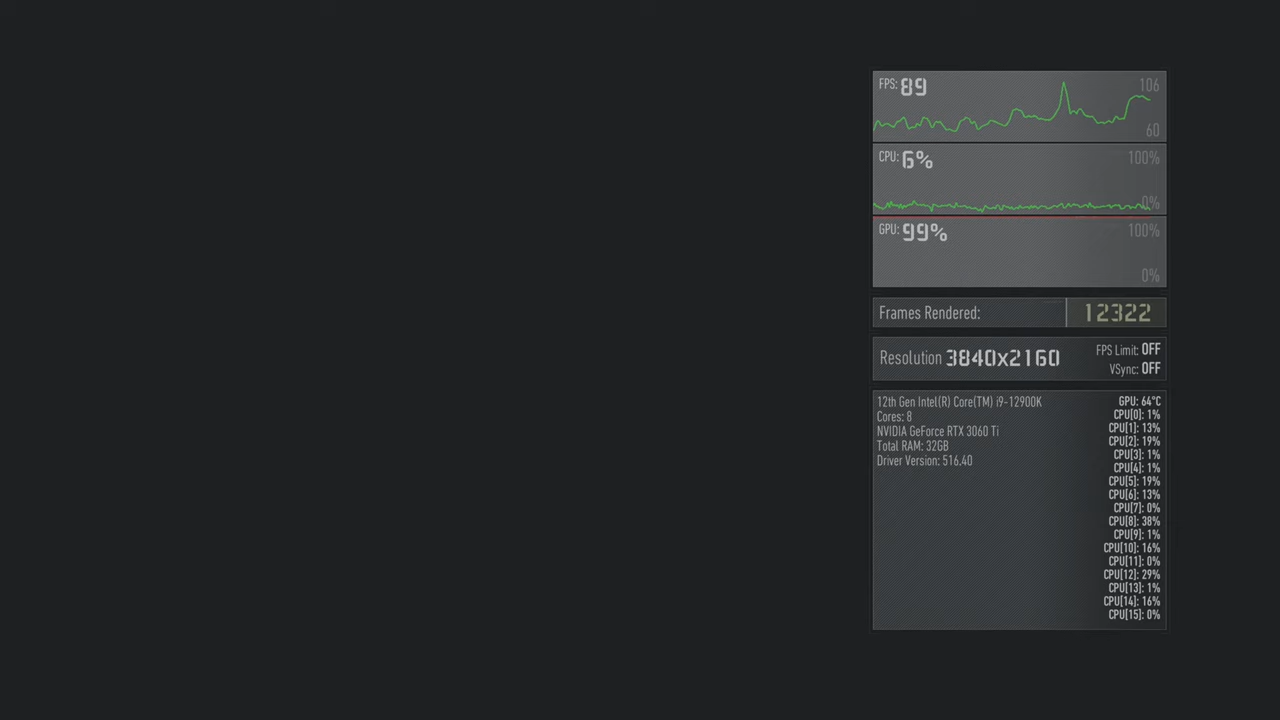 FPS: 89
106
60
CPU: 6%
100%
0%
GPU: 99%
100%
0%
Frames Rendered: 12322
Resolution 3840x2160
FPS Limit: OFF
VSync: OFF
12th Gen Intel(R) Core(TM) i9-12900K
Cores: 8
NVIDIA GeForce RTX 3060 Ti
Total RAM: 32GB
Driver Version: 516.40
GPU: 64°C
CPU[0]: 1%
CPU[1]: 13%
CPU[2]: 19%
CPU[3]: 1%
CPU[4]: 1%
CPU[5]: 19%
CPU[6]: 13%
CPU[7]: 0%
CPU[8]: 38%
CPU[9]: 1%
CPU[10]: 16%
CPU[11]: 0%
CPU[12]: 29%
CPU[13]: 1%
CPU[14]: 16%
CPU[15]: 0%